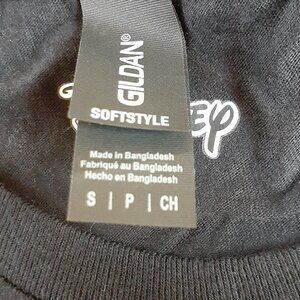 GILDAN®
SOFTSTYLE
Made in Bangladesh
Fabriqué au Bangladesh
Hecho en Bangladesh
S | P | CH